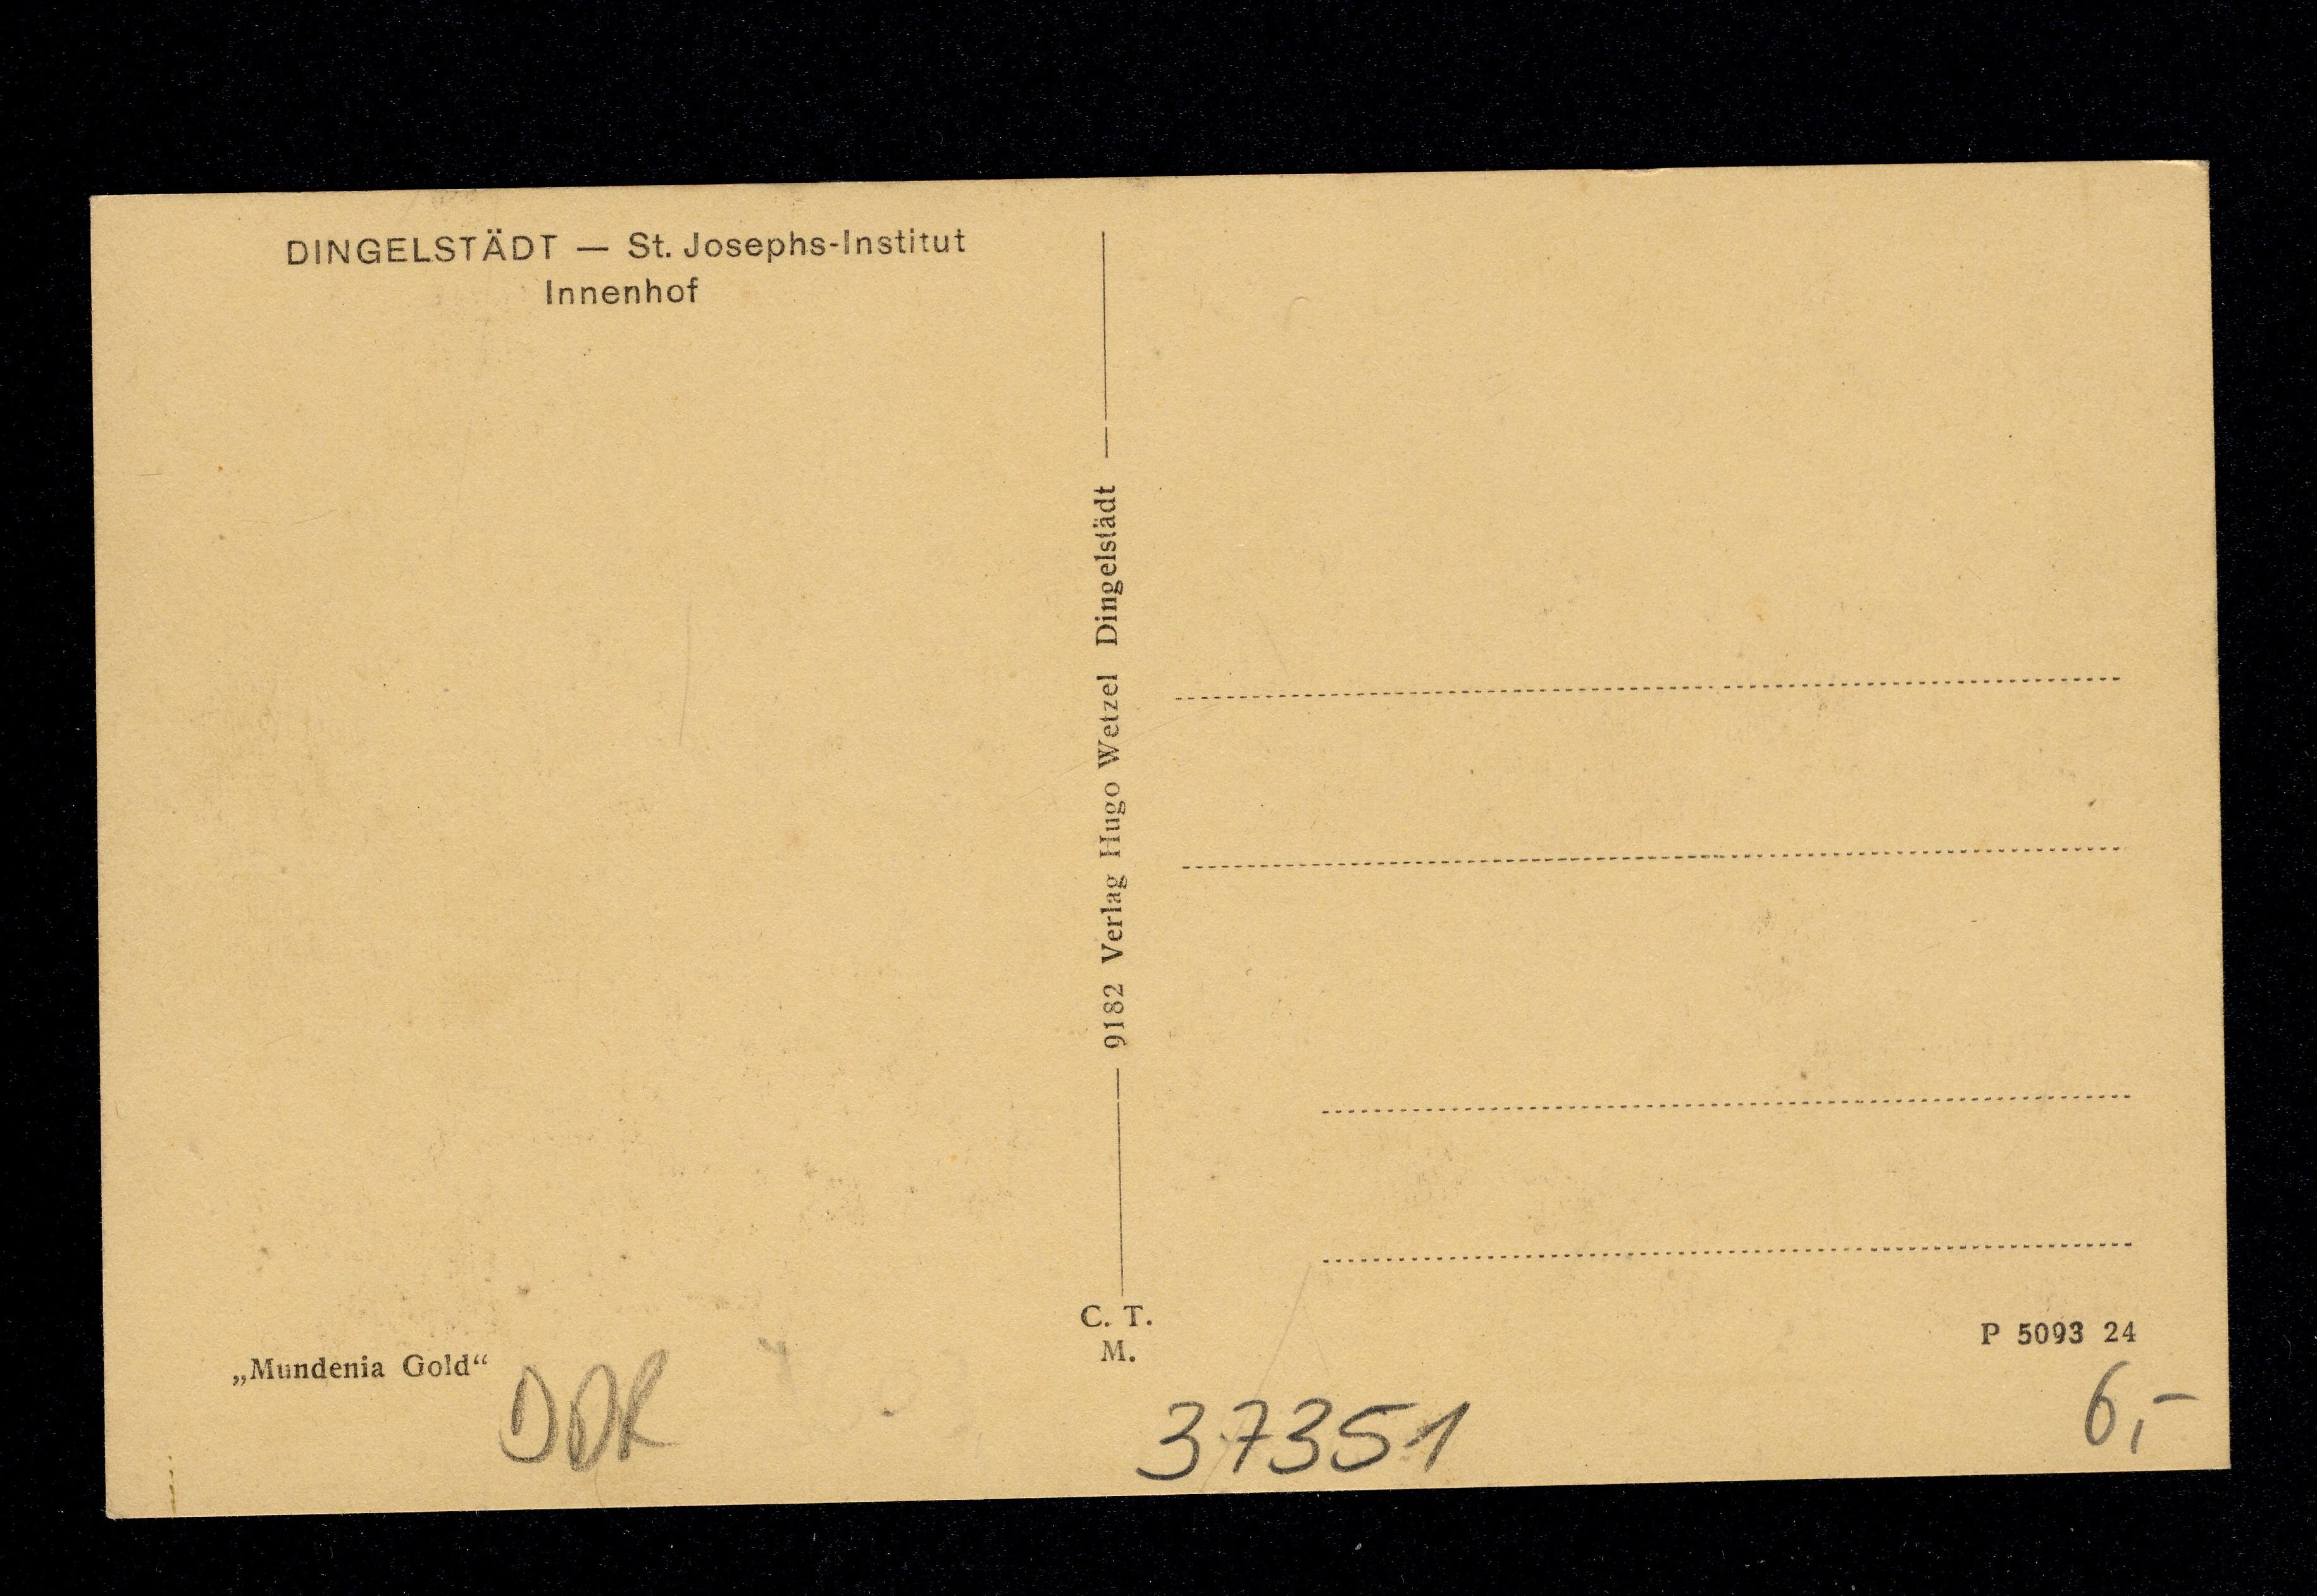 DINGELSTÄDT — St. Josephs-Institut
Innenhof
9182 Verlag Hugo Wetzel Dingelstädt
C. T.
M.
P 5093 24
„Mundenia Gold“
DDR
37351
6,-